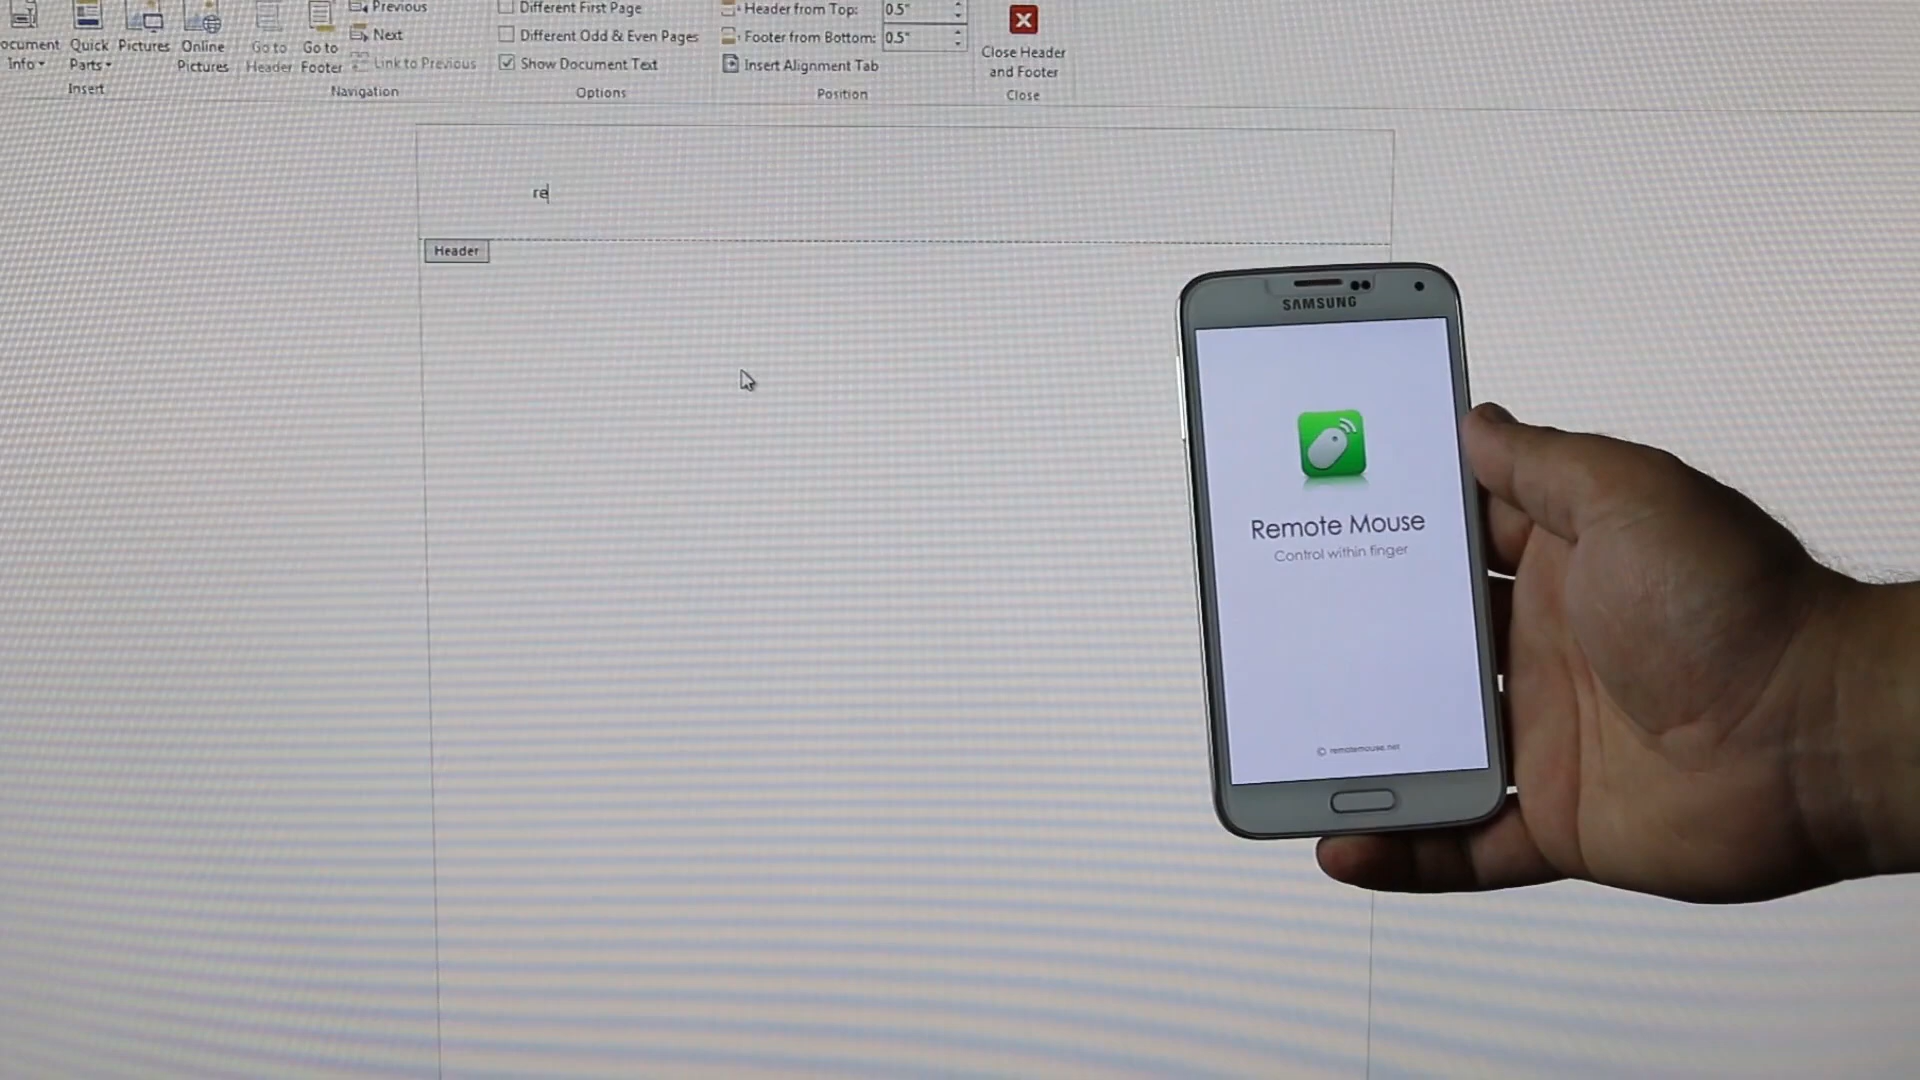 Previous
Different First Page
Header from Top: 0.5"
Next
Different Odd & Even Pages
Footer from Bottom: 0.5"
Close Header and Footer
ocument Info
Quick Parts
Pictures
Online Pictures
Go to Header
Go to Footer
Link to Previous
Show Document Text
Insert Alignment Tab
Insert
Navigation
Options
Position
Close
re
Header
SAMSUNG
Remote Mouse
Control within finger
© remotemouse.net